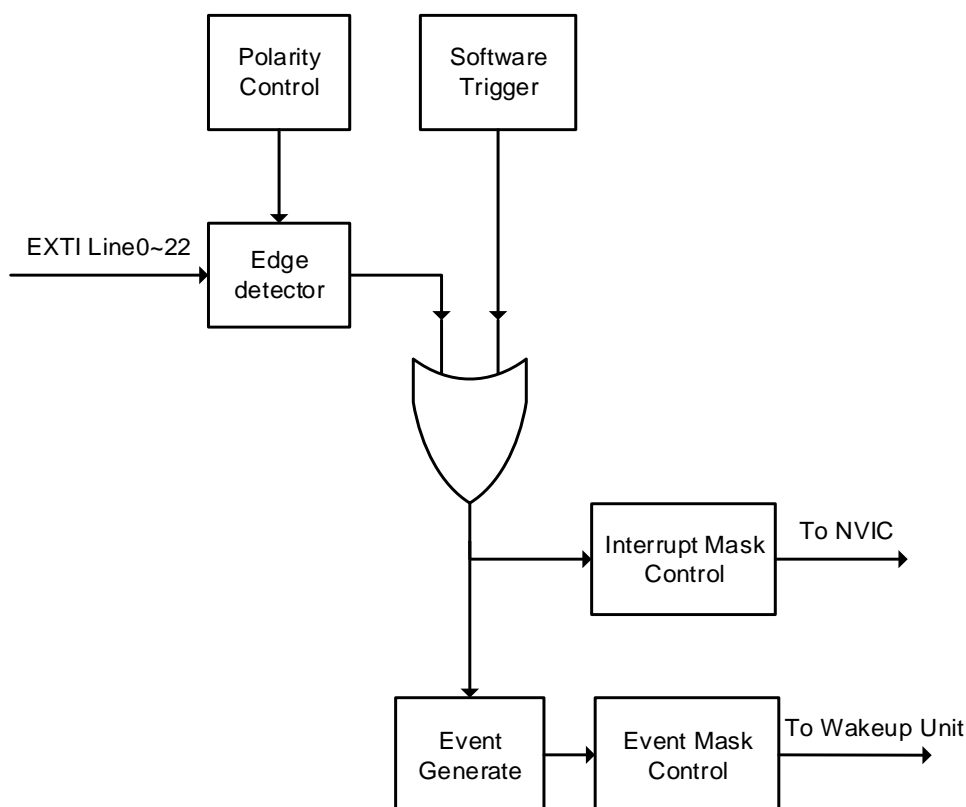 Polarity
Control
Software
Trigger
EXTI Line0~22
Edge
detector
Interrupt Mask
Control
To NVIC
Event
Generate
Event Mask
Control
To Wakeup Unit